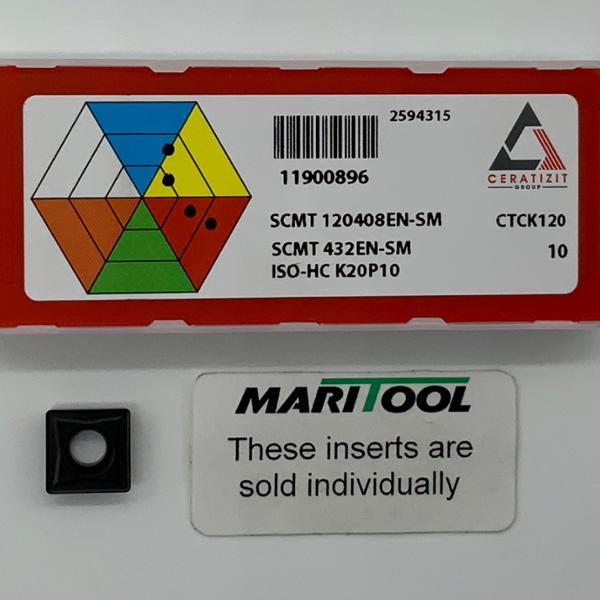 2594315
11900896
CERATIZIT
GROUP
SCMT 120408EN-SM
CTCK120
SCMT 432EN-SM
10
ISO-HC K20P10
MARITOOL
These inserts are
sold individually